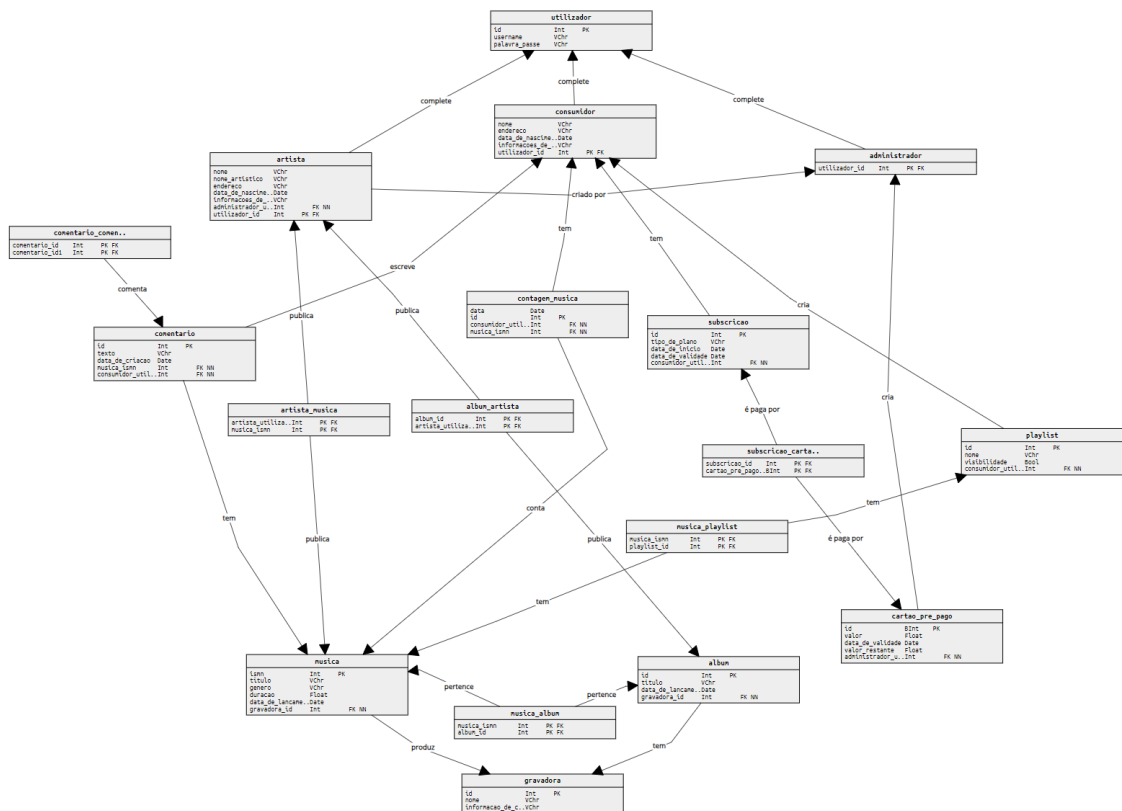 utilizador
id Int PK
username VChr
palavra_passe VChr
complete
complete
complete
consumidor
nome VChr
endereco VChr
data_de_nascime..Date
informacoes_de_..VChr
utilizador_id Int PK FK
artista
nome VChr
nome_artistico VChr
endereco VChr
data_de_nascime..Date
informacoes_de_..VChr
administrador_u..Int FK NN
utilizador_id Int PK FK
administrador
utilizador_id Int PK FK
criado por
comentario_comen..
comentario_id Int PK FK
comentario_id1 Int PK FK
comenta
escreve
tem
tem
cria
cria
publica
publica
contagem_musica
data Date
id Int PK
consumidor_util..Int FK NN
musica_ismn Int FK NN
subscricao
id Int PK
tipo_de_plano VChr
data_de_inicio Date
data_de_validade Date
consumidor_util..Int FK NN
comentario
id Int PK
texto VChr
data_de_criacao Date
musica_ismn Int FK NN
consumidor_util..Int FK NN
artista_musica
artista_utiliza..Int PK FK
musica_ismn Int PK FK
album_artista
album_id Int PK FK
artista_utiliza..Int PK FK
é paga por
subscricao_carta..
subscricao_id Int PK FK
cartao_pre_pago..BInt PK FK
playlist
id Int PK
nome VChr
visibilidade Bool
consumidor_util..Int FK NN
tem
musica_playlist
musica_ismn Int PK FK
playlist_id Int PK FK
tem
conta
publica
publica
é paga por
tem
cartao_pre_pago
id BInt PK
valor Float
data_de_validade Date
valor_restante Float
administrador_u..Int FK NN
musica
ismn Int PK
titulo VChr
genero VChr
duracao Float
data_de_lancame..Date
gravadora_id Int FK NN
album
id Int PK
titulo VChr
data_de_lancame..Date
gravadora_id Int FK NN
pertence
pertence
musica_album
musica_ismn Int PK FK
album_id Int PK FK
produz
tem
gravadora
id Int PK
nome VChr
informacao_de_c..VChr